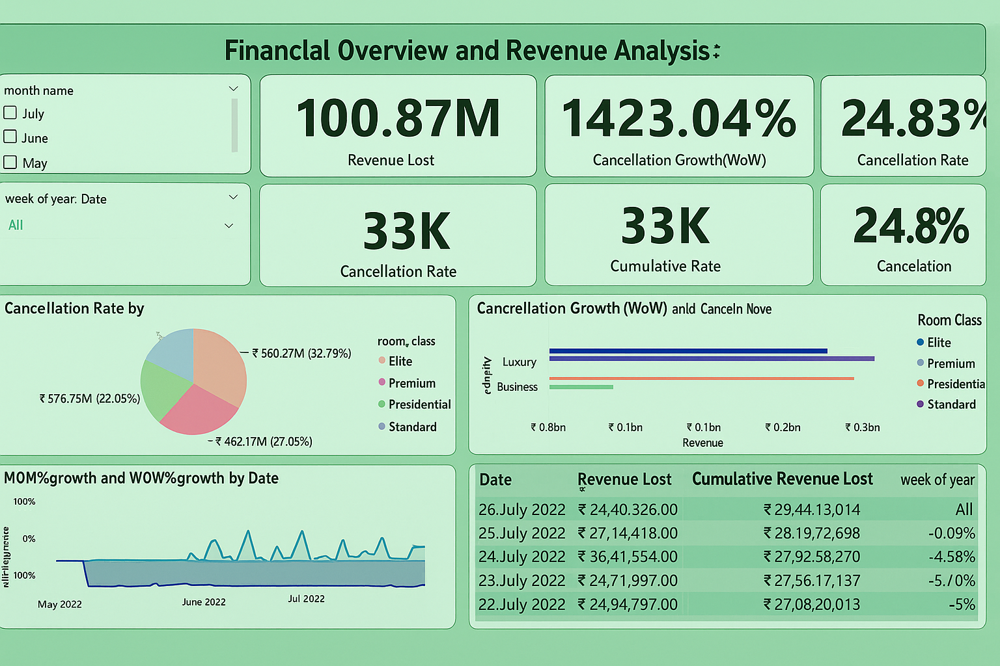 Financlal Overview and Revenue Analysis:
month name
July
June
May
100.87M
Revenue Lost
1423.04%
Cancellation Growth(WoW)
24.83%
Cancellation Rate
week of year: Date
All
33K
Cancellation Rate
33K
Cumulative Rate
24.8%
Cancelation
Cancellation Rate by
₹ 560.27M (32.79%)
₹ 576.75M (22.05%)
₹ 462.17M (27.05%)
room, class
Elite
Premium
Presidential
Standard
Cancrellation Growth (WoW) anld Canceln Nove
Luxury
Business
₹ 0.8bn ₹ 0.1bn ₹ 0.1bn ₹ 0.2bn ₹ 0.3bn
Revenue
Room Class
Elite
Premium
Presidentia
Standard
MOM%growth and WOW%growth by Date
100%
0%
100%
May 2022 June 2022 Jul 2022
Date Revenue Lost Cumulative Revenue Lost week of year
26.July 2022 ₹ 24,40.326.00 ₹ 29,44.13,014 All
25.July 2022 ₹ 27,14,418.00 ₹ 28.19,72,698 -0.09%
24.July 2022 ₹ 36,41,554.00 ₹ 27,92.58,270 -4.58%
23.July 2022 ₹ 24,71,997.00 ₹ 27,56.17,137 -5./0%
22.July 2022 ₹ 24,94,797.00 ₹ 27,08,20,013 -5%